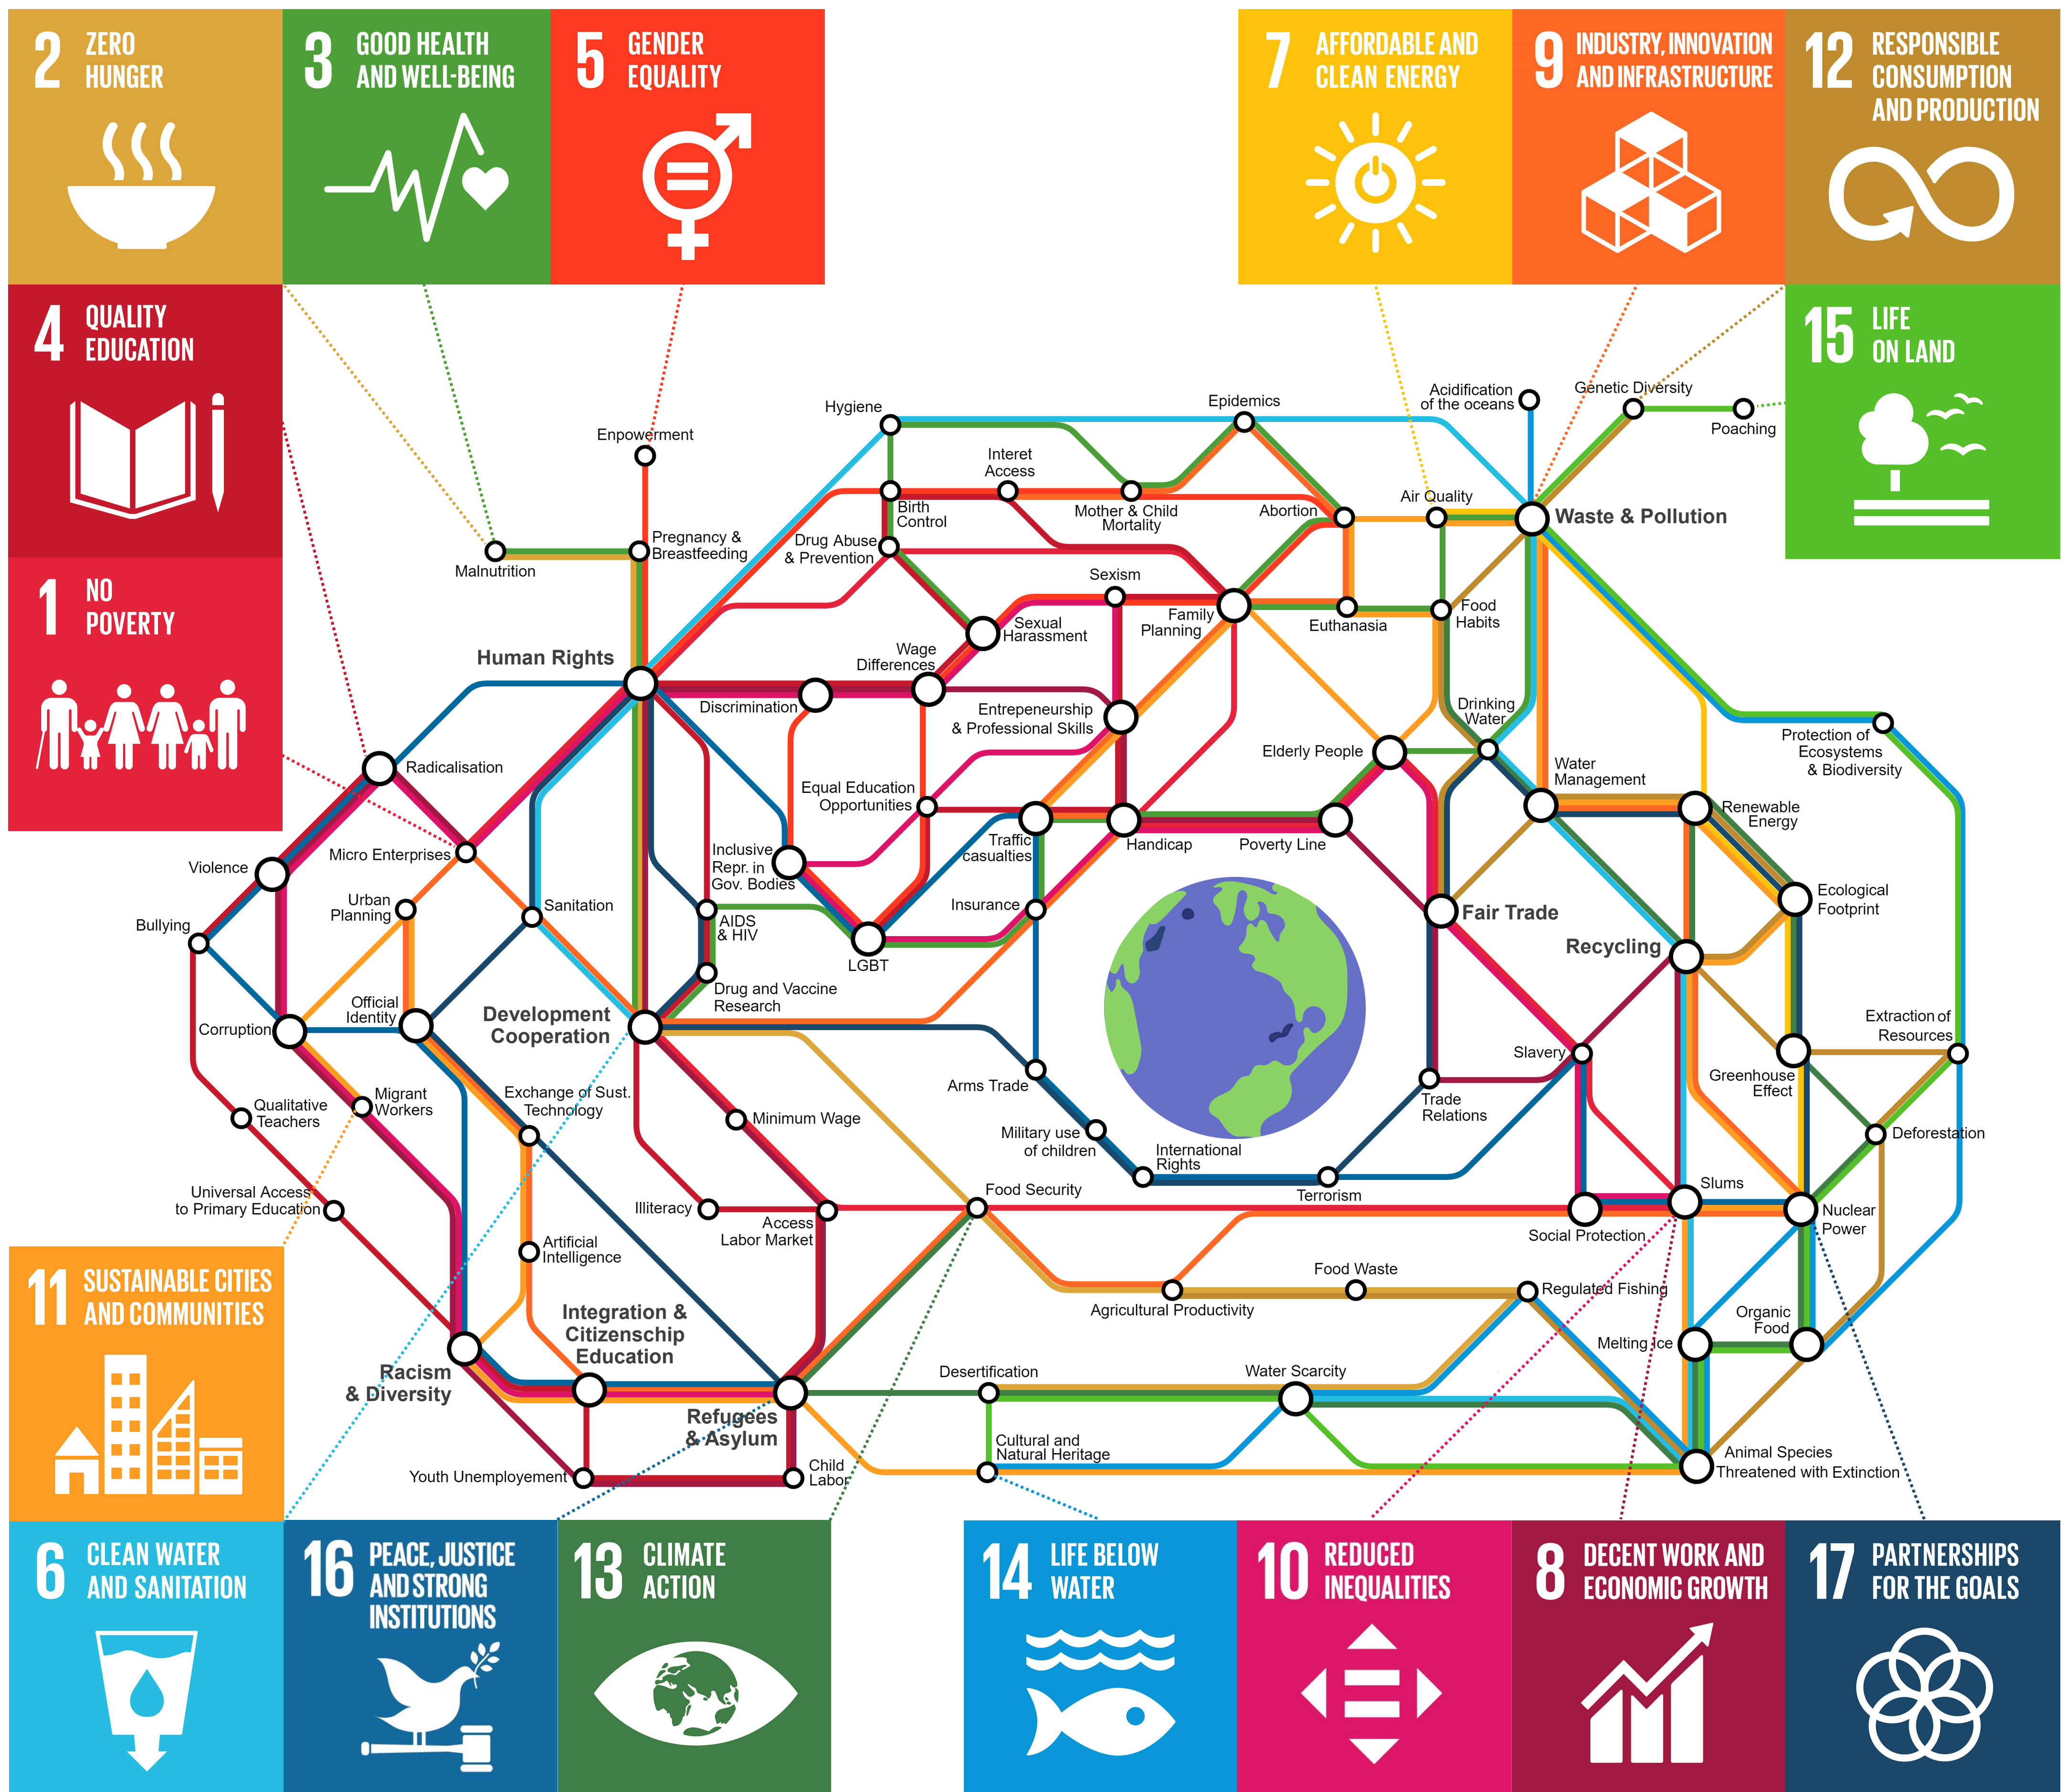 2 ZERO
HUNGER
3 GOOD HEALTH
AND WELL-BEING
5 GENDER
EQUALITY
7 AFFORDABLE AND
CLEAN ENERGY
9 INDUSTRY, INNOVATION
AND INFRASTRUCTURE
12 RESPONSIBLE
CONSUMPTION
AND PRODUCTION
4 QUALITY
EDUCATION
15 LIFE
ON LAND
1 NO
POVERTY
Hygiene
Epidemics
Acidification
of the oceans
Genetic Diversity
Poaching
Enpowerment
Interet
Access
Birth
Control
Mother & Child
Mortality
Abortion
Air Quality
Waste & Pollution
Malnutrition
Pregnancy &
Breastfeeding
Drug Abuse
& Prevention
Sexism
Sexual
Harassment
Family
Planning
Euthanasia
Food
Habits
Human Rights
Wage
Differences
Discrimination
Entrepeneurship
& Professional Skills
Elderly People
Drinking
Water
Protection of
Ecosystems
& Biodiversity
Radicalisation
Water
Management
Equal Education
Opportunities
Renewable
Energy
Micro Enterprises
Traffic
casualties
Handicap
Poverty Line
Inclusive
Repr. in
Gov. Bodies
Violence
Urban
Planning
Sanitation
Insurance
Ecological
Footprint
Bullying
AIDS
& HIV
LGBT
Fair Trade
Recycling
Official
Identity
Corruption
Drug and Vaccine
Research
Development
Cooperation
Extraction of
Resources
Slavery
Greenhouse
Effect
Arms Trade
Exchange of Sust.
Technology
Migrant
Workers
Qualitative
Teachers
Minimum Wage
Trade
Relations
Military use
of children
International
Rights
Deforestation
Universal Access
to Primary Education
Illiteracy
Access
Labor Market
Food Security
Terrorism
Slums
Social Protection
Nuclear
Power
Artificial
Intelligence
11 SUSTAINABLE CITIES
AND COMMUNITIES
Food Waste
Agricultural Productivity
Regulated Fishing
Integration &
Citizenschip
Education
Organic
Food
Melting Ice
Racism
& Diversity
Desertification
Water Scarcity
Refugees
& Asylum
Cultural and
Natural Heritage
Animal Species
Threatened with Extinction
Youth Unemployement
Child
Labor
6 CLEAN WATER
AND SANITATION
16 PEACE, JUSTICE
AND STRONG
INSTITUTIONS
13 CLIMATE
ACTION
14 LIFE BELOW
WATER
10 REDUCED
INEQUALITIES
8 DECENT WORK AND
ECONOMIC GROWTH
17 PARTNERSHIPS
FOR THE GOALS